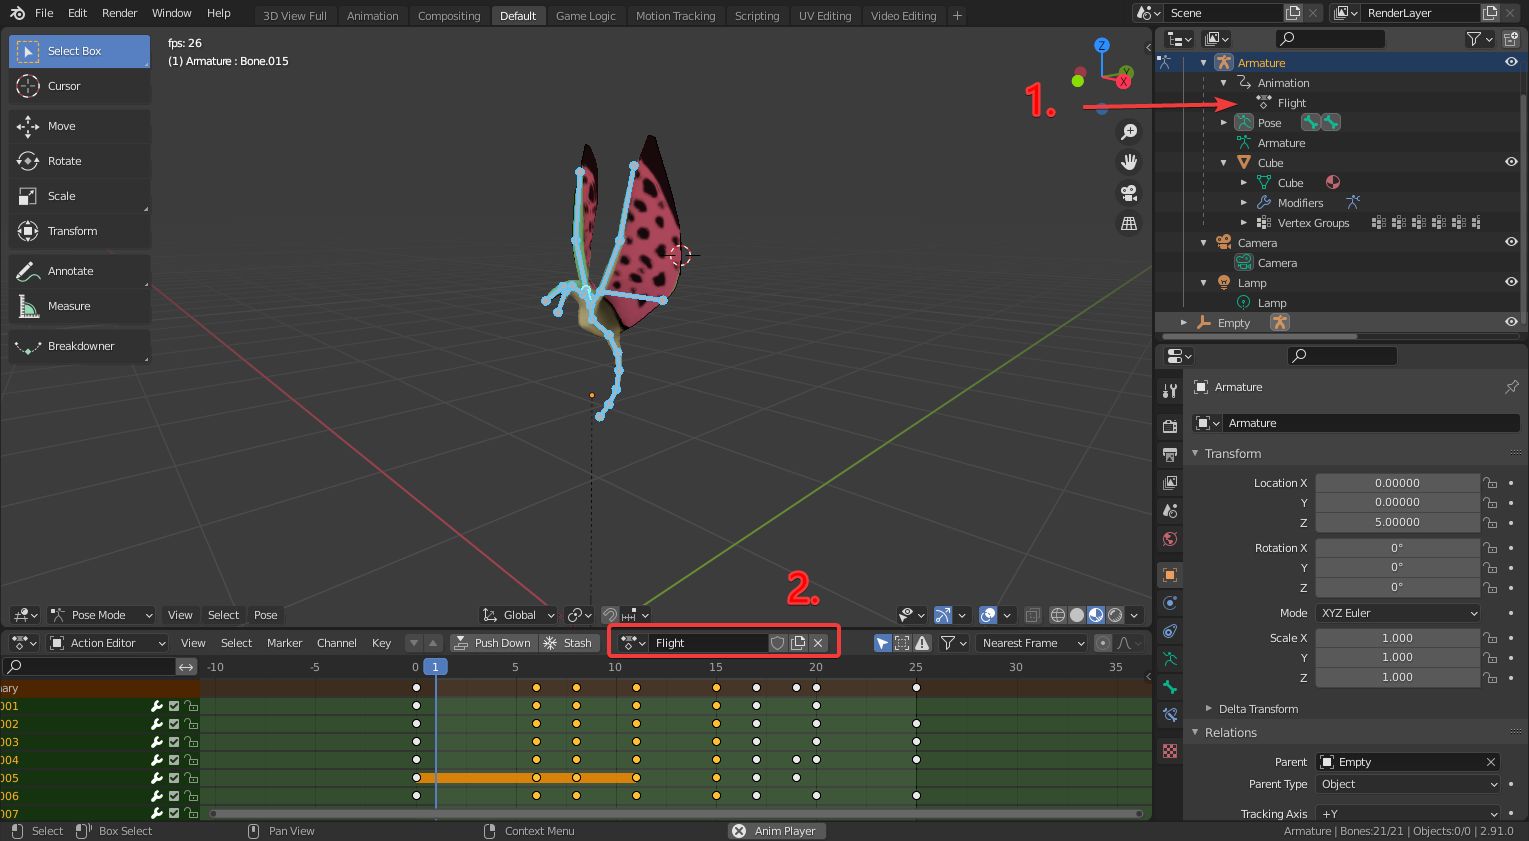 File Edit Render Window Help
3D View Full Animation Compositing Default Game Logic Motion Tracking Scripting UV Editing Video Editing +
Scene
RenderLayer
Select Box
Cursor
Move
Rotate
Scale
Transform
Annotate
Measure
Breakdowner
fps: 26
(1) Armature : Bone.015
Z
Y
X
1.
2.
Armature
Animation
Flight
Pose
Armature
Cube
Cube
Modifiers
Vertex Groups
Camera
Camera
Lamp
Lamp
Empty
Pose Mode View Select Pose
Global
Action Editor View Select Marker Channel Key Push Down Stash Flight Nearest Frame
-10 -5 0 1 5 10 15 20 25 30 35
ary
001
002
003
004
005
006
007
Armature
Armature
Transform
Location X 0.00000
Y 0.00000
Z 5.00000
Rotation X 0°
Y 0°
Z 0°
Mode XYZ Euler
Scale X 1.000
Y 1.000
Z 1.000
Delta Transform
Relations
Parent Empty
Parent Type Object
Tracking Axis +Y
Select Box Select Pan View Context Menu Anim Player Armature | Bones:21/21 | Objects:0/0 | 2.91.0